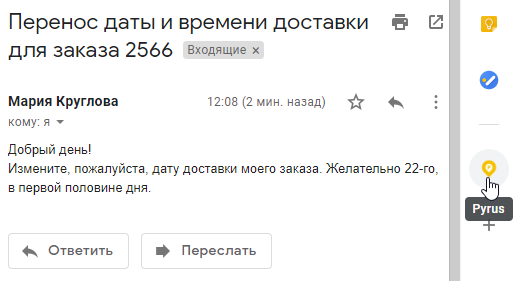 Перенос даты и времени доставки
для заказа 2566 Входящие ×
Мария Круглова 12:08 (2 мин. назад)
кому: я
Добрый день!
Измените, пожалуйста, дату доставки моего заказа. Желательно 22-го,
в первой половине дня.
Pyrus
Ответить Переслать